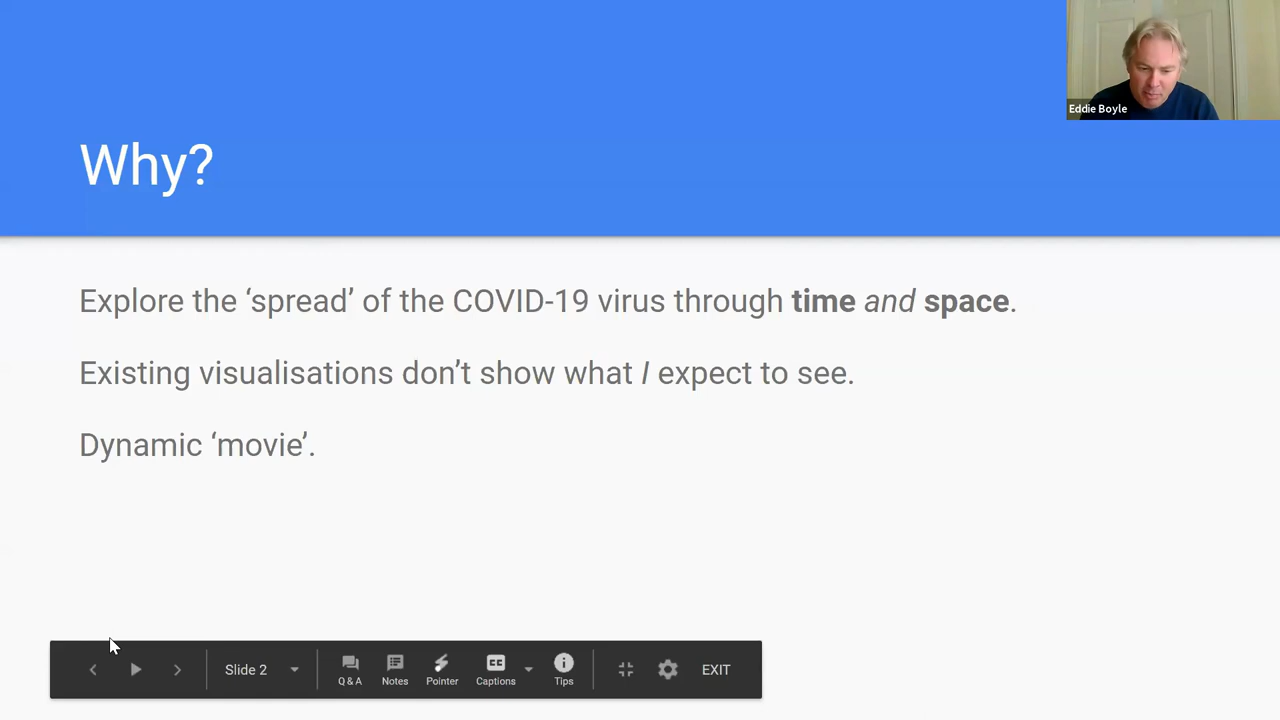 Eddie Boyle
Why?
Explore the ‘spread’ of the COVID-19 virus through time and space.
Existing visualisations don’t show what I expect to see.
Dynamic ‘movie’.
Slide 2
Q & A
Notes
Pointer
CC
Captions
Tips
EXIT